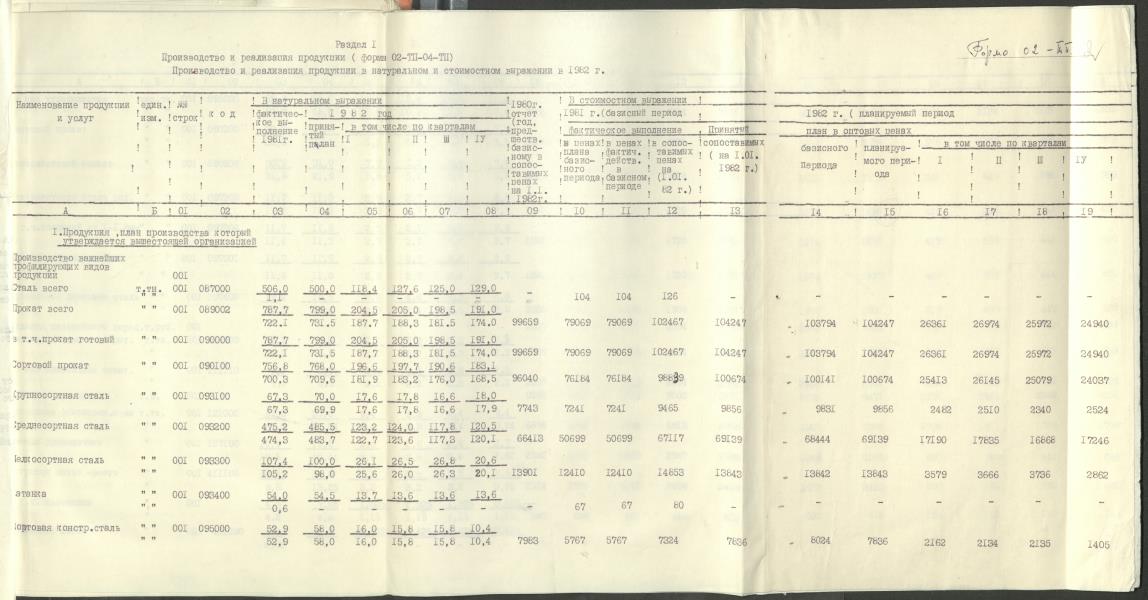 Форма 02-ТП
Раздел I
Производство и реализация продукции ( форма 02-ТП-04-ТП)
Производство и реализация продукции в натуральном и стоимостном выражении в 1982 г.
Наименование продукции и услуг ! един. изм. ! №№ строк ! к о д ! В натуральном выражении ! 1980г. отчет (год, предшеств. базисному в сопоставимых ценах на I.I. 1982г. ! В стоимостном выражении
фактическое выполнение 1981г. ! 1 9 8 2 год ! 1981 г.(базисный период ! 1982 г. ( планируемый период
принятый план ! в том числе по кварталам ! фактическое выполнение ! Принятый план в оптовых ценах
I ! П ! Ш ! IУ ! в ценах плана базисного периода ! в ценах фактич. действ. в базисном периоде ! в сопоставимых ценах на (I.01. 82 г.) ! сопоставимых ( на I.01. 1982 г.) ! базисного периода ! планируемого периода ! в том числе по кварталам
I ! П ! Ш ! IУ
А ! Б ! 01 ! 02 ! 03 ! 04 ! 05 ! 06 ! 07 ! 08 ! 09 ! 10 ! 11 ! 12 ! 13 ! 14 ! 15 ! 16 ! 17 ! 18 ! 19
I.Продукция ,план производства который
утверждается вышестоящей организацией
Производство важнейших
профилирующих видов
продукции 001
Сталь всего т.тн. 001 087000 506,0 500,0 118,4 127,6 125,0 129,0
" " 1,1 - - - - - - 104 104 126 - - - - - - -
Прокат всего " " 001 089002 787,7 799,0 204,5 205,0 198,5 191,0
722,1 731,5 187,7 188,3 181,5 174,0 99659 79069 79069 102467 104247 103794 104247 26361 26974 25972 24940
в т.ч.прокат готовый " " 001 090000 787,7 799,0 204,5 205,0 198,5 191,0
722,1 731,5 187,7 188,3 181,5 174,0 99659 79069 79069 102467 104247 103794 104247 26361 26974 25972 24940
Сортовой прокат " " 001 090100 756,8 768,0 196,6 197,7 190,6 183,1
700,3 709,6 181,9 183,2 176,0 168,5 96040 76184 76184 98839 100674 100141 100674 25413 26145 25079 24037
Крупносортная сталь " " 001 093100 67,3 70,0 17,6 17,8 16,6 18,0
67,3 69,9 17,6 17,8 16,6 17,9 7743 7241 7241 9465 9856 9831 9856 2482 2510 2340 2524
Среднесортная сталь " " 001 093200 475,2 485,5 123,2 124,0 117,8 120,5
" " 474,3 483,7 122,7 123,6 117,3 120,1 66413 50699 50699 67117 69139 68444 69139 17190 17835 16868 17246
Мелкосортная сталь " " 001 093300 107,4 100,0 26,1 26,5 26,8 20,6
" " 105,2 98,0 25,6 26,0 26,3 20,1 13901 12410 12410 14653 13843 13842 13843 3579 3666 3736 2862
Катанка " " 001 093400 54,0 54,5 13,7 13,6 13,6 13,6
" " 0,6 - - - - - - 67 67 80 - - - - - - -
Сортовая констр.сталь " " 001 095000 52,9 58,0 16,0 15,8 15,8 10,4
" " 52,9 58,0 16,0 15,8 15,8 10,4 7983 5767 5767 7324 7836 8024 7836 2162 2134 2135 1405